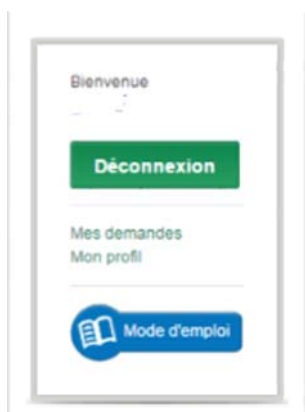 Bienvenue
Déconnexion
Mes demandes
Mon profil
Mode d'emploi